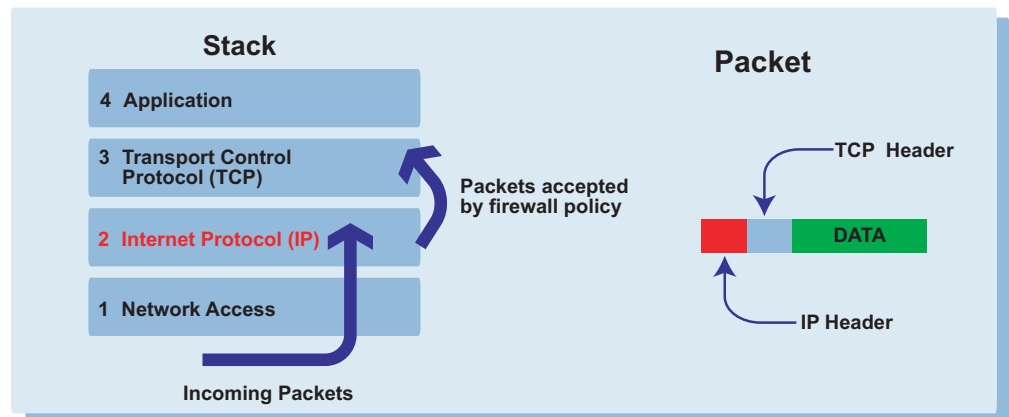 Stack
4 Application
3 Transport Control
Protocol (TCP)
2 Internet Protocol (IP)
1 Network Access
Incoming Packets
Packets accepted
by firewall policy
Packet
TCP Header
DATA
IP Header